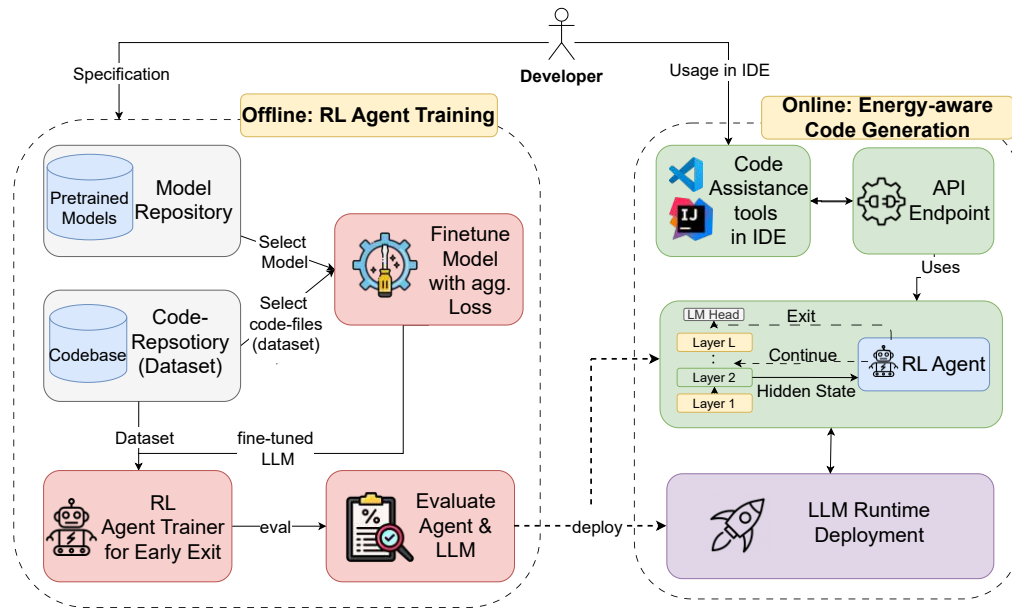 Developer
Specification
Usage in IDE
Offline: RL Agent Training
Online: Energy-aware
Code Generation
Pretrained
Models
Model
Repository
Select
Model
Finetune
Model
with agg.
Loss
Codebase
Code-
Repsotiory
(Dataset)
Select
code-files
(dataset)
Dataset
fine-tuned
LLM
RL
Agent Trainer
for Early Exit
eval
Evaluate
Agent &
LLM
deploy
Code
Assistance
tools
in IDE
IJ
API
Endpoint
Uses
LM Head
Exit
Layer L
Continue
Layer 2
Hidden State
Layer 1
RL Agent
LLM Runtime
Deployment